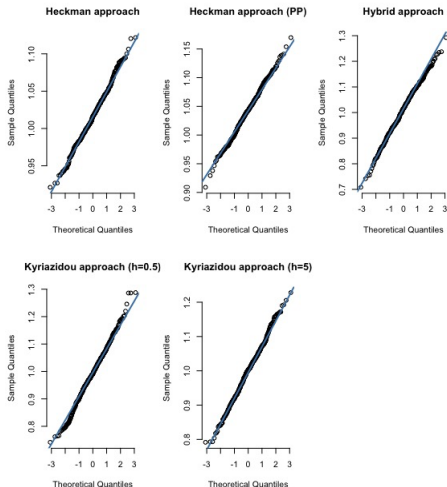 Heckman approach
Heckman approach (PP)
Hybrid approach
Sample Quantiles
0.95 1.00 1.05 1.10
-3 -1 0 1 2 3
Theoretical Quantiles
Sample Quantiles
0.90 0.95 1.00 1.05 1.10 1.15
-3 -1 0 1 2 3
Theoretical Quantiles
Sample Quantiles
0.7 0.8 0.9 1.0 1.1 1.2 1.3
-3 -1 0 1 2 3
Theoretical Quantiles
Kyriazidou approach (h=0.5)
Kyriazidou approach (h=5)
Sample Quantiles
0.8 0.9 1.0 1.1 1.2 1.3
-3 -1 0 1 2 3
Theoretical Quantiles
Sample Quantiles
0.8 0.9 1.0 1.1 1.2
-3 -1 0 1 2 3
Theoretical Quantiles